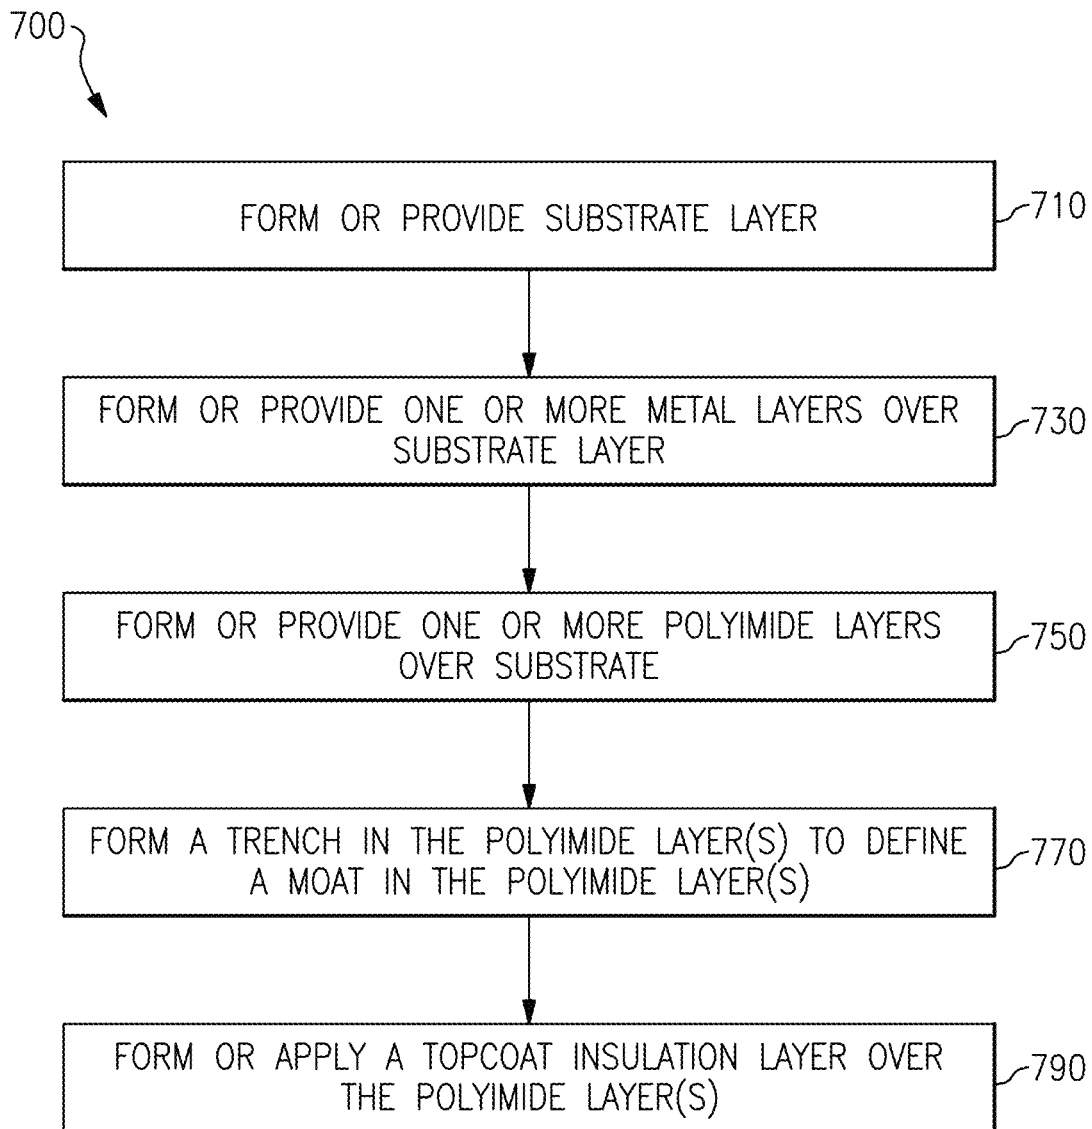 700
FORM OR PROVIDE SUBSTRATE LAYER
710
FORM OR PROVIDE ONE OR MORE METAL LAYERS OVER
SUBSTRATE LAYER
730
FORM OR PROVIDE ONE OR MORE POLYIMIDE LAYERS
OVER SUBSTRATE
750
FORM A TRENCH IN THE POLYIMIDE LAYER(S) TO DEFINE
A MOAT IN THE POLYIMIDE LAYER(S)
770
FORM OR APPLY A TOPCOAT INSULATION LAYER OVER
THE POLYIMIDE LAYER(S)
790